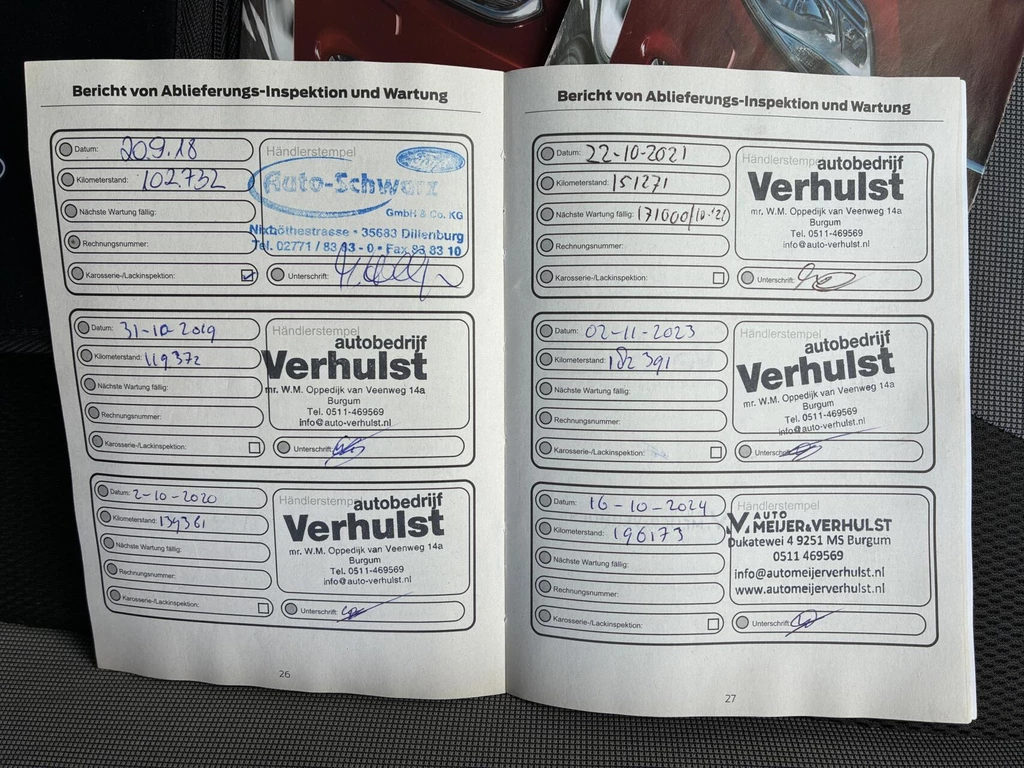 Bericht von Ablieferungs-Inspektion und Wartung
Datum: 20.9.18
Kilometerstand: 102.752
Nächste Wartung fällig:
Rechnungsnummer:
Karosserie-/Lackinspektion:
Händlerstempel
Ford
Auto-Schwarz
GmbH & Co. KG
Nixböthestrasse • 35683 Dillenburg
Tel. 02771 / 83 83 - 0 • Fax 83 83 10
Unterschrift:
Datum: 31-10-2019
Kilometerstand: 119372
Nächste Wartung fällig:
Rechnungsnummer:
Karosserie-/Lackinspektion:
Händlerstempel
autobedrijf
Verhulst
mr. W.M. Oppedijk van Veenweg 14a
Burgum
Tel. 0511-469569
info@auto-verhulst.nl
Unterschrift:
Datum: 2-10-2020
Kilometerstand: 134361
Nächste Wartung fällig:
Rechnungsnummer:
Karosserie-/Lackinspektion:
Händlerstempel
autobedrijf
Verhulst
mr. W.M. Oppedijk van Veenweg 14a
Burgum
Tel. 0511-469569
info@auto-verhulst.nl
Unterschrift:
26
Bericht von Ablieferungs-Inspektion und Wartung
Datum: 22-10-2021
Kilometerstand: 151271
Nächste Wartung fällig: 171000/10-'21
Rechnungsnummer:
Karosserie-/Lackinspektion:
Händlerstempel
autobedrijf
Verhulst
mr. W.M. Oppedijk van Veenweg 14a
Burgum
Tel. 0511-469569
info@auto-verhulst.nl
Unterschrift:
Datum: 02-11-2023
Kilometerstand: 182391
Nächste Wartung fällig:
Rechnungsnummer:
Karosserie-/Lackinspektion:
Händlerstempel
autobedrijf
Verhulst
mr. W.M. Oppedijk van Veenweg 14a
Burgum
Tel. 0511-469569
info@auto-verhulst.nl
Unterschrift:
Datum: 16-10-2024
Kilometerstand: 196173
Nächste Wartung fällig:
Rechnungsnummer:
Karosserie-/Lackinspektion:
Händlerstempel
AUTO
V. MEIJER&VERHULST
Dukatewei 4 9251 MS Burgum
0511 469569
info@automeijerverhulst.nl
www.automeijerverhulst.nl
Unterschrift:
27